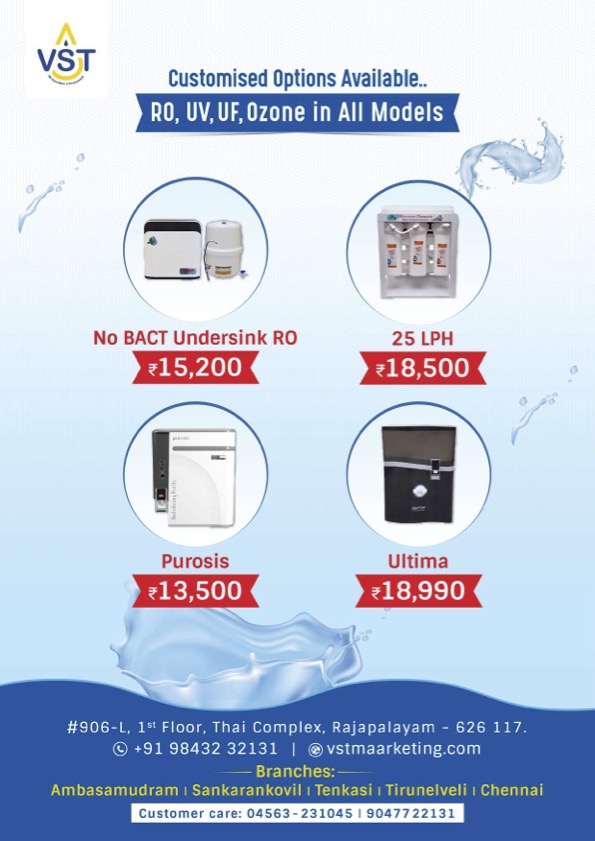 VST
Customised Options Available..
RO, UV, UF, Ozone in All Models
No BACT Undersink RO
₹15,200
25 LPH
₹18,500
Purosis
₹13,500
Ultima
₹18,990
#906-L, 1st Floor, Thai Complex, Rajapalayam - 626 117.
+91 98432 32131 | vstmaarketing.com
Branches:
Ambasamudram | Sankarankovil | Tenkasi | Tirunelveli | Chennai
Customer care: 04563-231045 | 9047722131